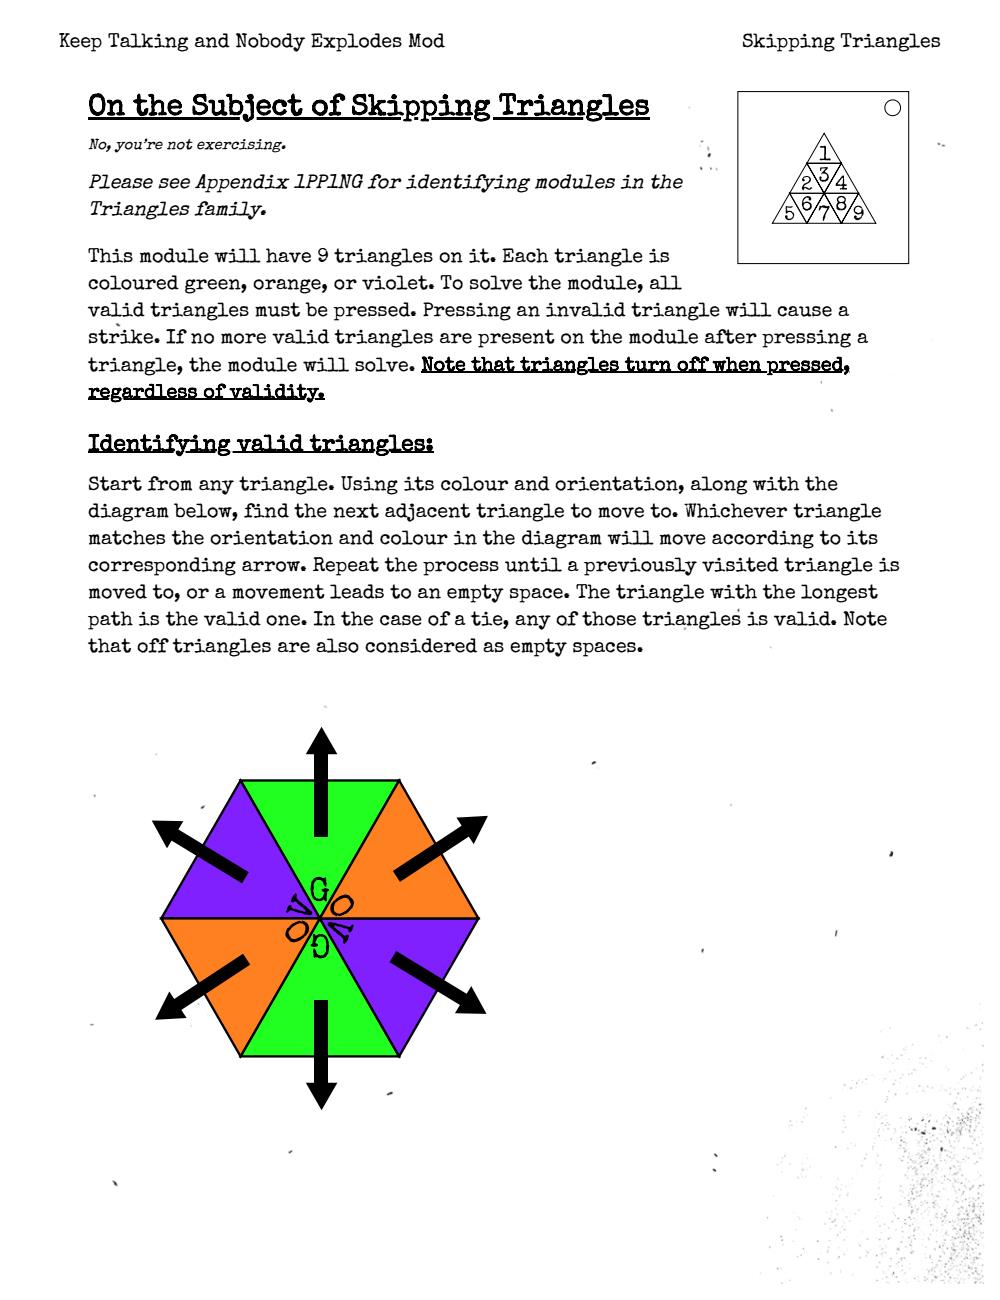 Keep Talking and Nobody Explodes Mod
Skipping Triangles
On the Subject of Skipping Triangles
No, you're not exercising.
Please see Appendix 1PP1NG for identifying modules in the
Triangles family.
1
2 3 4
5 6 7 8 9
This module will have 9 triangles on it. Each triangle is
coloured green, orange, or violet. To solve the module, all
valid triangles must be pressed. Pressing an invalid triangle will cause a
strike. If no more valid triangles are present on the module after pressing a
triangle, the module will solve. Note that triangles turn off when pressed,
regardless of validity.
Identifying valid triangles:
Start from any triangle. Using its colour and orientation, along with the
diagram below, find the next adjacent triangle to move to. Whichever triangle
matches the orientation and colour in the diagram will move according to its
corresponding arrow. Repeat the process until a previously visited triangle is
moved to, or a movement leads to an empty space. The triangle with the longest
path is the valid one. In the case of a tie, any of those triangles is valid. Note
that off triangles are also considered as empty spaces.
V G O
O G V